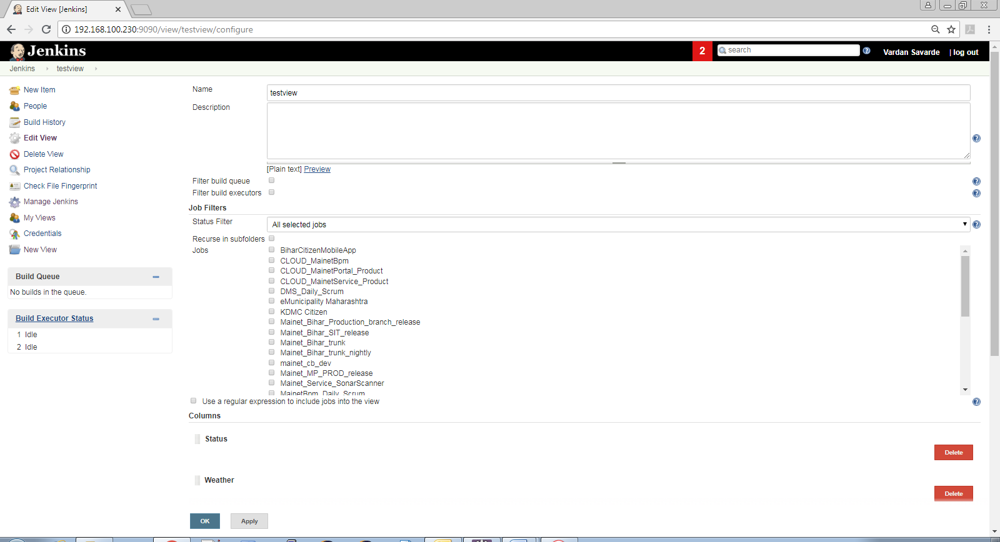 Edit View [Jenkins]
192.168.100.230:9090/view/testview/configure
Jenkins
2
search
Vardan Savarde
| log out
Jenkins
testview
New Item
People
Build History
Edit View
Delete View
Project Relationship
Check File Fingerprint
Manage Jenkins
My Views
Credentials
New View
Build Queue
No builds in the queue.
Build Executor Status
1 Idle
2 Idle
Name
testview
Description
[Plain text] Preview
Filter build queue
Filter build executors
Job Filters
Status Filter
All selected jobs
Recurse in subfolders
Jobs
BiharCitizenMobileApp
CLOUD_MainetBpm
CLOUD_MainetPortal_Product
CLOUD_MainetService_Product
DMS_Daily_Scrum
eMunicipality Maharashtra
KDMC Citizen
Mainet_Bihar_Production_branch_release
Mainet_Bihar_SIT_release
Mainet_Bihar_trunk
Mainet_Bihar_trunk_nightly
mainet_cb_dev
Mainet_MP_PROD_release
Mainet_Service_SonarScanner
MainetBpm_Daily_Scrum
Use a regular expression to include jobs into the view
Columns
Status
Delete
Weather
Delete
OK
Apply